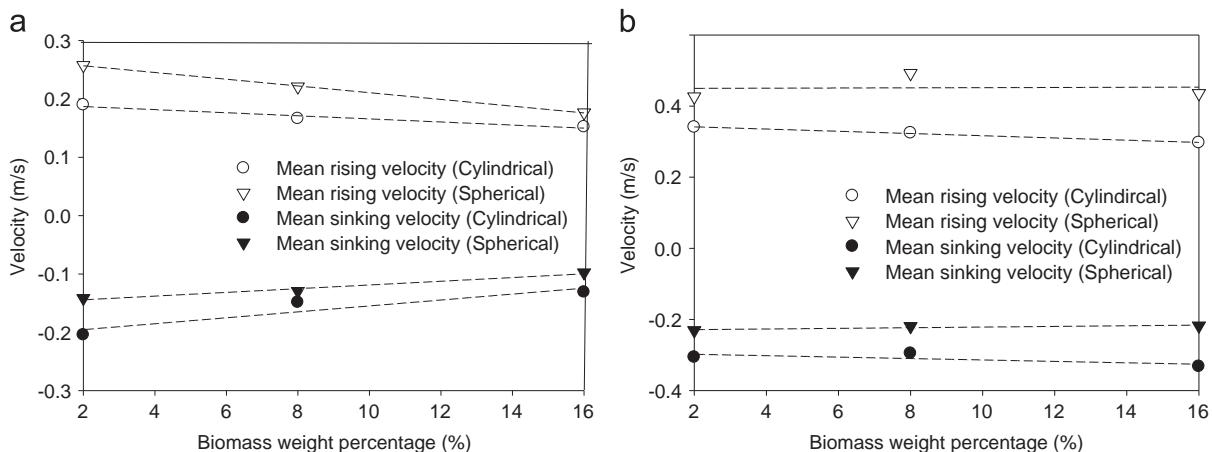 a
0.3
0.2
0.1
0.0
-0.1
-0.2
-0.3
Velocity (m/s)
Mean rising velocity (Cylindrical)
Mean rising velocity (Spherical)
Mean sinking velocity (Cylindrical)
Mean sinking velocity (Spherical)
2 4 6 8 10 12 14 16
Biomass weight percentage (%)
b
0.4
0.2
0.0
-0.2
-0.4
Velocity (m/s)
Mean rising velocity (Cylindircal)
Mean rising velocity (Spherical)
Mean sinking velocity (Cylindrical)
Mean sinking velocity (Spherical)
2 4 6 8 10 12 14 16
Biomass weight percentage (%)